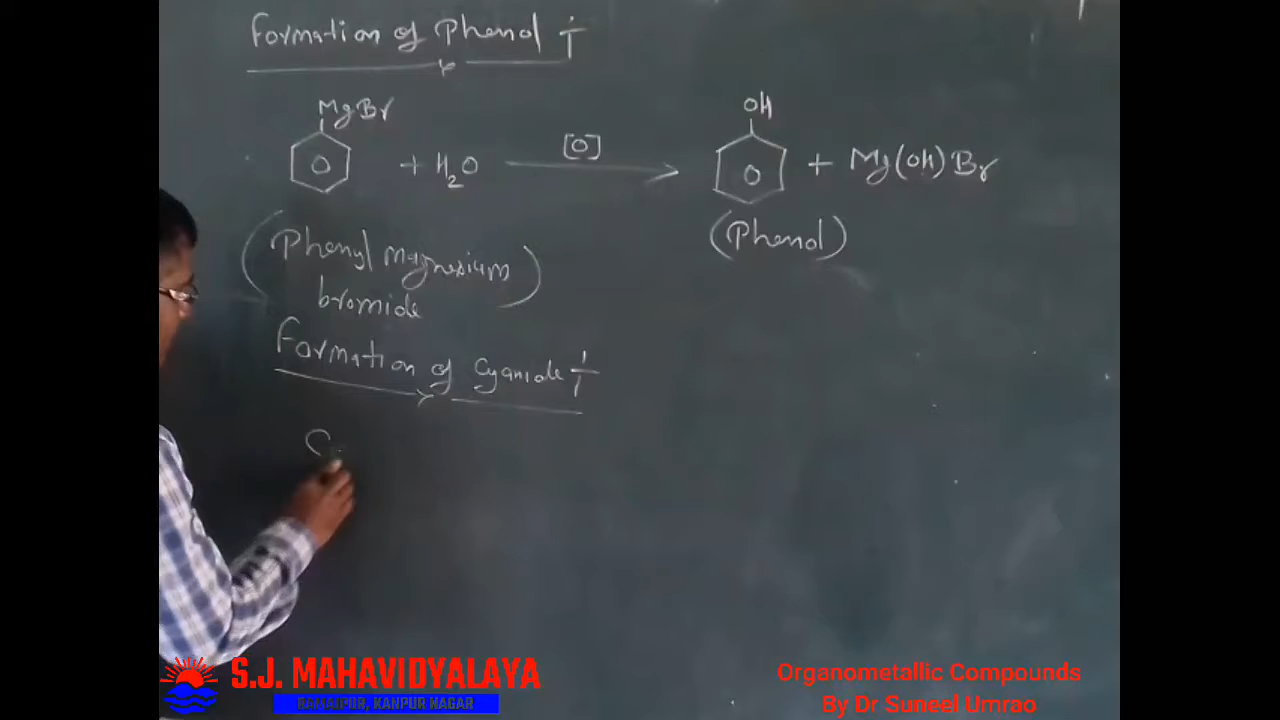 Formation of Phenol
MgBr
+ H2O [O] → OH + Mg(OH)Br
(Phenyl Magnesium bromide)
(Phenol)
Formation of Cyanide
C
S.J. MAHAVIDYALAYA
RAMAIPUR, KANPUR NAGAR
Organometallic Compounds
By Dr Suneel Umrao